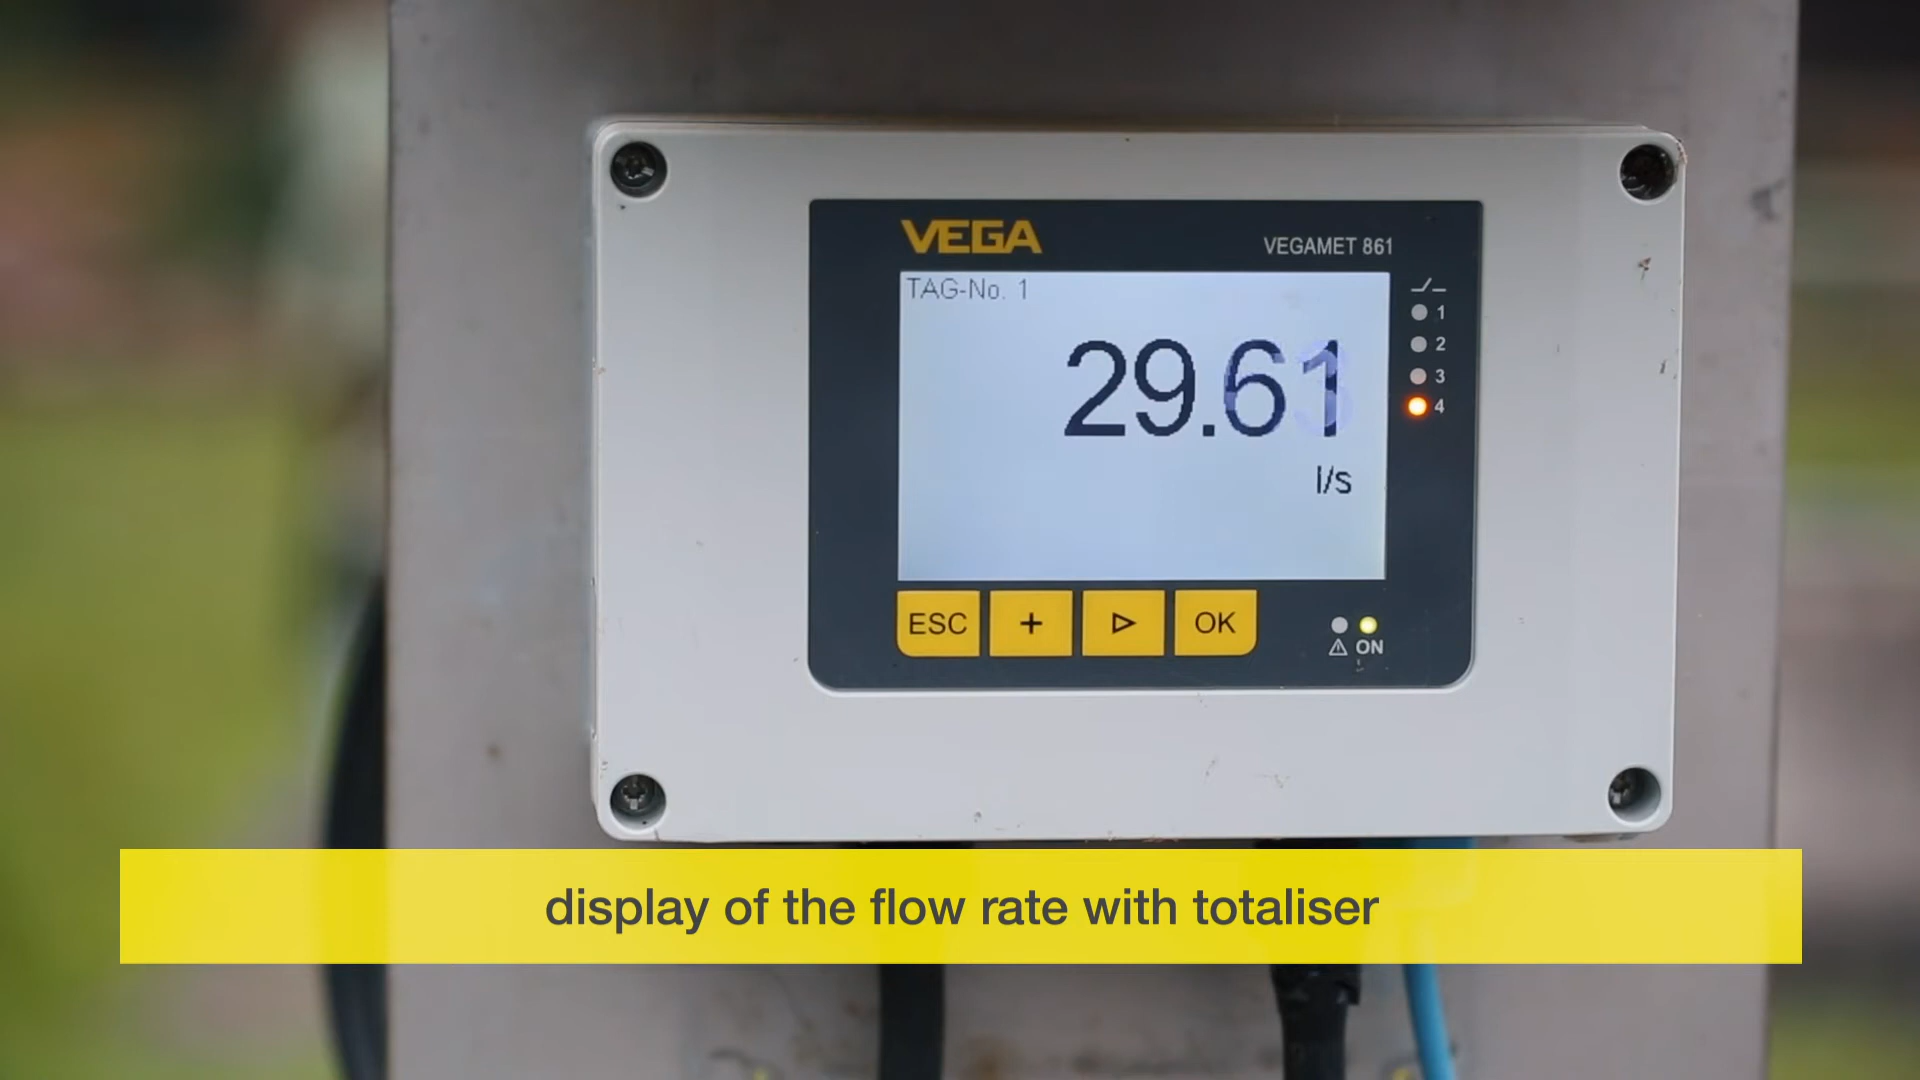 VEGA
VEGAMET 861
TAG-No. 1
29.61
l/s
1
2
3
4
ESC + ▷ OK
ON
display of the flow rate with totaliser